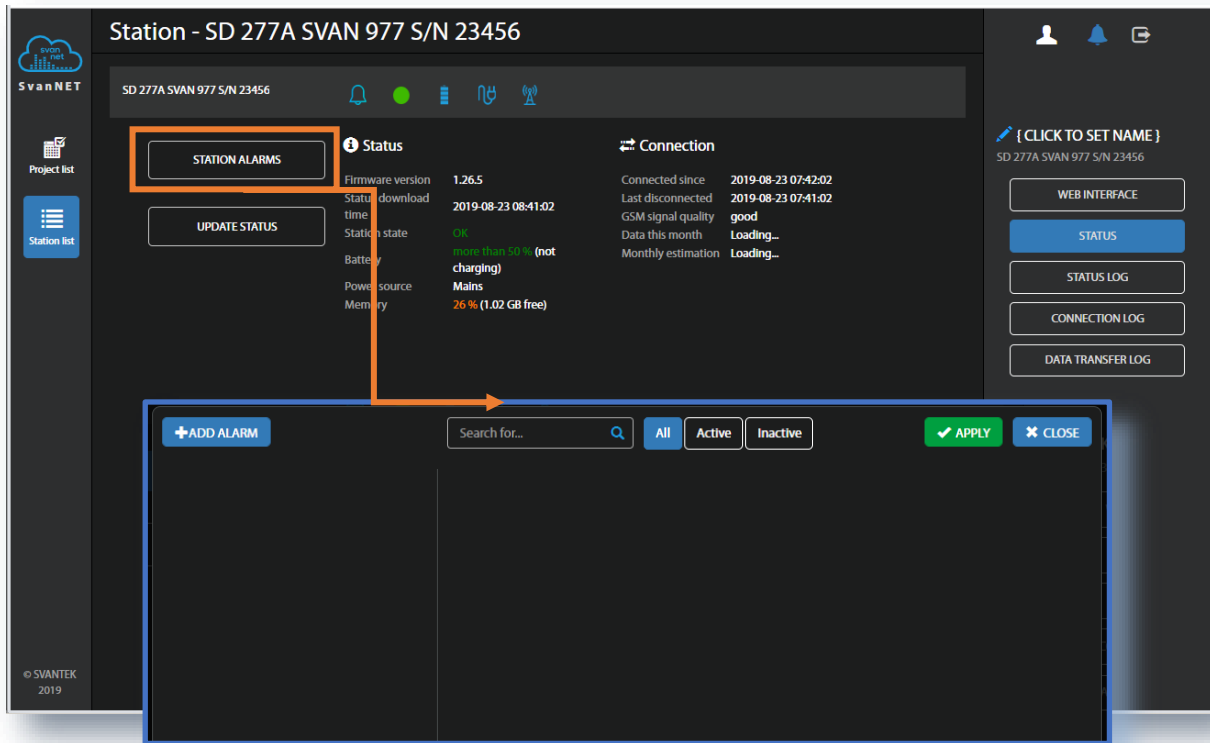 Station - SD 277A SVAN 977 S/N 23456
svan
net
SvanNET
Project list
Station list
© SVANTEK
2019
SD 277A SVAN 977 S/N 23456
STATION ALARMS
UPDATE STATUS
Status
Firmware version 1.26.5
Status download time 2019-08-23 08:41:02
Station state OK
Battery more than 50 % (not charging)
Power source Mains
Memory 26 % (1.02 GB free)
Connection
Connected since 2019-08-23 07:42:02
Last disconnected 2019-08-23 07:41:02
GSM signal quality good
Data this month Loading...
Monthly estimation Loading...
{ CLICK TO SET NAME }
SD 277A SVAN 977 S/N 23456
WEB INTERFACE
STATUS
STATUS LOG
CONNECTION LOG
DATA TRANSFER LOG
+ADD ALARM
Search for...
All
Active
Inactive
APPLY
CLOSE